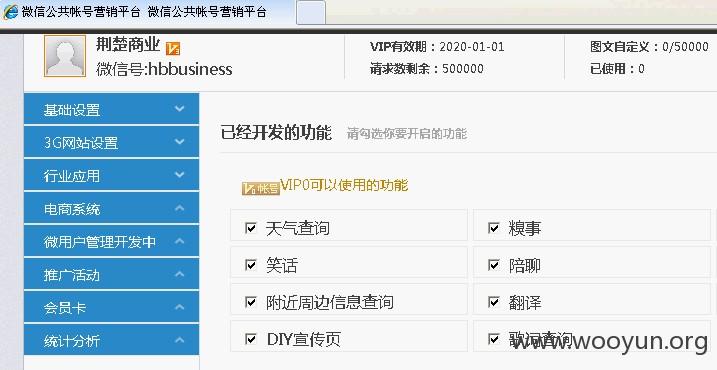 微信公共帐号营销平台 微信公共帐号营销平台
荆楚商业
微信号:hbbusiness
VIP有效期：2020-01-01
图文自定义：0/50000
请求数剩余：500000
已使用：0
基础设置
3G网站设置
行业应用
电商系统
微用户管理开发中
推广活动
会员卡
统计分析
已经开发的功能 请勾选你要开启的功能
帐号 VIP0可以使用的功能
天气查询
糗事
笑话
陪聊
附近周边信息查询
翻译
DIY宣传页
歌词查询
www.wooyun.org